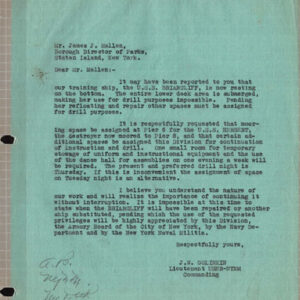 Mr. James J. Mallen,
Borough Director of Parks,
Staten Island, New York.
Dear Mr. Mallen:
It may have been reported to you that
our training ship, the U.S.S. BRIARCLIFF, is now resting
on the bottom. The entire lower deck area is submerged,
making her use for drill purposes impossible. Pending
her refloating and repair other space must be assigned
for drill purposes.
It is respectfully requested that moor-
ing space be assigned at Pier 6 for the U.S.S.
the destroyer now moored to Pier 8, and that certain ad-
ditional spaces be assigned this Division for continuation
of instruction and drill. One small room for temporary
stowage of uniforms and instructional equipment and use
of the dance hall for assemblies on one evening a week will
be required. The present and preferred drill night is
Thursday. If this is inconvenient the assignment of space
on Tuesday night is an alternative.
I believe you understand the nature of
our work and will realize the importance of continuing it
without interruption. It is impossible at this time to
state when the BRIARCLIFF will have been repaired or another
ship substituted, pending which the use of the requested
privileges will be highly appreciated by this Division, the
the Armory Board of the City of New York, by the Navy De-
partment and by the New York Naval Militia.
Respectfully yours,
J.W.
Lieutenant
Commanding